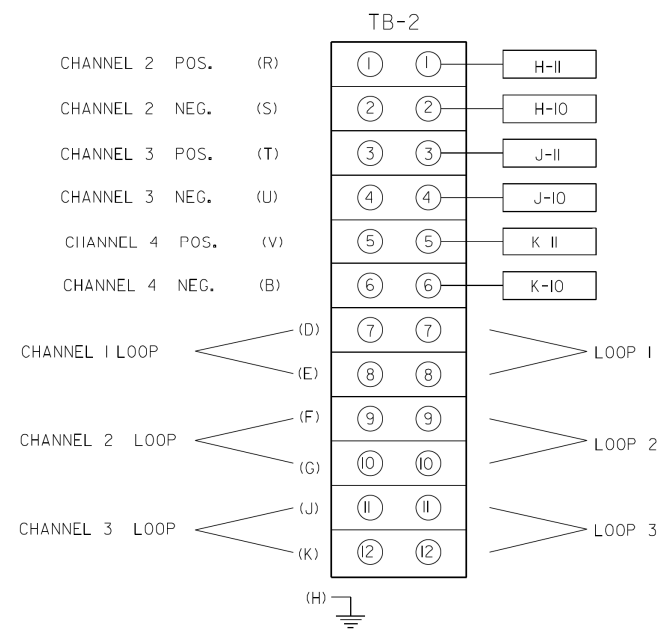 TB-2
CHANNEL 2 POS. (R) 1 1 H-11
CHANNEL 2 NEG. (S) 2 2 H-10
CHANNEL 3 POS. (T) 3 3 J-11
CHANNEL 3 NEG. (U) 4 4 J-10
CHANNEL 4 POS. (V) 5 5 K 11
CHANNEL 4 NEG. (B) 6 6 K-10
(D) 7 7
CHANNEL 1 LOOP LOOP 1
(E) 8 8
(F) 9 9
CHANNEL 2 LOOP LOOP 2
(G) 10 10
(J) 11 11
CHANNEL 3 LOOP LOOP 3
(K) 12 12
(H)